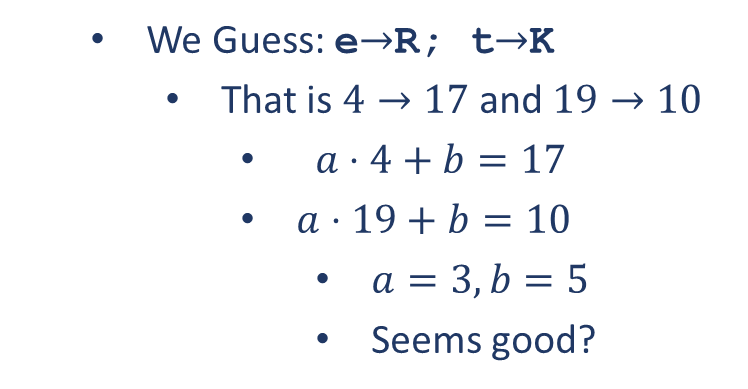 • We Guess: e→R; t→K
• That is 4 → 17 and 19 → 10
• a · 4 + b = 17
• a · 19 + b = 10
• a = 3, b = 5
• Seems good?